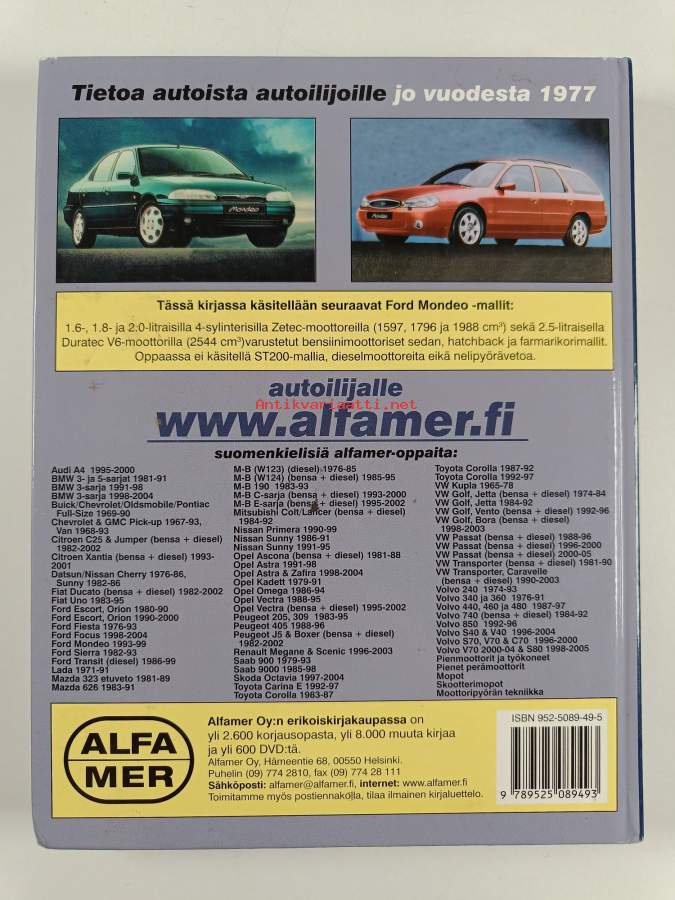 Tietoa autoista autoilijoille jo vuodesta 1977
Mondeo
Mondeo
Tässä kirjassa käsitellään seuraavat Ford Mondeo -mallit:
1.6-, 1.8- ja 2.0-litraisilla 4-sylinterisillä Zetec-moottoreilla (1597, 1796 ja 1988 cm³) sekä 2.5-litraisella
Duratec V6-moottorilla (2544 cm³)varustetut bensiinimoottoriset sedan, hatchback ja farmarikorimallit.
Oppaassa ei käsitellä ST200-mallia, dieselmoottoreita eikä nelipyörävetoa.
autoilijalle
Antikvariaatti.net
www.alfamer.fi
suomenkielisiä alfamer-oppaita:
Audi A4 1995-2000
BMW 3- ja 5-sarjat 1981-91
BMW 3-sarja 1991-98
BMW 3-sarja 1998-2004
Buick/Chevrolet/Oldsmobile/Pontiac
Full-Size 1969-90
Chevrolet & GMC Pick-up 1967-93,
Van 1968-93
Citroen C25 & Jumper (bensa + diesel)
1982-2002
Citroen Xantia (bensa + diesel) 1993-
2001
Datsun/Nissan Cherry 1976-86,
Sunny 1982-86
Fiat Ducato (bensa + diesel) 1982-2002
Fiat Uno 1983-95
Ford Escort, Orion 1980-90
Ford Escort, Orion 1990-2000
Ford Fiesta 1976-93
Ford Focus 1998-2004
Ford Mondeo 1993-99
Ford Sierra 1982-93
Ford Transit (diesel) 1986-99
Lada 1971-91
Mazda 323 etuveto 1981-89
Mazda 626 1983-91
M-B (W123) (diesel) 1976-85
M-B (W124) (bensa + diesel) 1985-95
M-B 190 1983-93
M-B C-sarja (bensa + diesel) 1993-2000
M-B E-sarja (bensa + diesel) 1995-2002
Mitsubishi Colt/Lancer (bensa + diesel)
1984-92
Nissan Primera 1990-99
Nissan Sunny 1986-91
Nissan Sunny 1991-95
Opel Ascona (bensa + diesel) 1981-88
Opel Astra 1991-98
Opel Astra & Zafira 1998-2004
Opel Kadett 1979-91
Opel Omega 1986-94
Opel Vectra 1988-95
Opel Vectra (bensa + diesel) 1995-2002
Peugeot 205, 309 1983-95
Peugeot 405 1988-96
Peugeot J5 & Boxer (bensa + diesel)
1982-2002
Renault Megane & Scenic 1996-2003
Saab 900 1979-93
Saab 9000 1985-98
Skoda Octavia 1997-2004
Toyota Carina E 1992-97
Toyota Corolla 1983-87
Toyota Corolla 1987-92
Toyota Corolla 1992-97
VW Kupla 1965-78
VW Golf, Jetta (bensa + diesel) 1974-84
VW Golf, Jetta 1984-92
VW Golf, Vento (bensa + diesel) 1992-96
VW Golf, Bora (bensa + diesel)
1998-2003
VW Passat (bensa + diesel) 1988-96
VW Passat (bensa + diesel) 1996-2000
VW Passat (bensa + diesel) 2000-05
VW Transporter (bensa + diesel) 1981-90
VW Transporter, Caravelle
(bensa + diesel) 1990-2003
Volvo 240 1974-93
Volvo 340 ja 360 1976-91
Volvo 440, 460 ja 480 1987-97
Volvo 740 (bensa + diesel) 1984-92
Volvo 850 1992-96
Volvo S40 & V40 1996-2004
Volvo S70, V70 & C70 1996-2000
Volvo V70 2000-04 & S80 1998-2005
Pienmoottorit ja työkoneet
Pienet perämoottorit
Mopot
Skootterimopot
Moottoripyörän tekniikka
ALFA
MER
Alfamer Oy:n erikoiskirjakaupassa on
yli 2.600 korjausopasta, yli 8.000 muuta kirjaa
ja yli 600 DVD:tä.
Alfamer Oy, Hämeentie 68, 00550 Helsinki.
Puhelin (09) 774 2810, fax (09) 774 28 111
Sähköposti: alfamer@alfamer.fi, internet: www.alfamer.fi
Toimitamme myös postiennakolla, tilaa ilmainen kirjaluettelo.
ISBN 952-5089-49-5
9 789525 089493